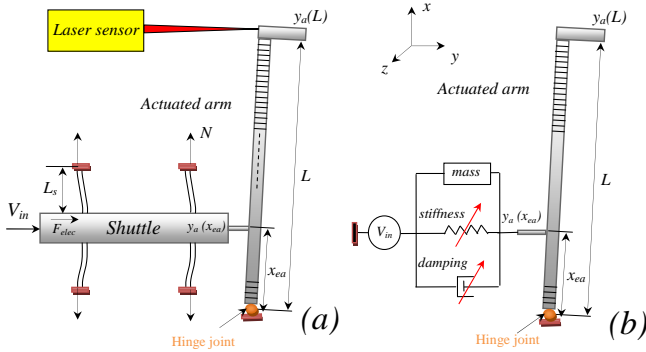 Laser sensor
y_a(L)
Actuated arm
N
L
L_s
V_in
F_elec
Shuttle
y_a (x_ea)
x_ea
Hinge joint
(a)
x
y
z
y_a(L)
Actuated arm
mass
L
stiffness
y_a (x_ea)
V_in
damping
x_ea
Hinge joint
(b)